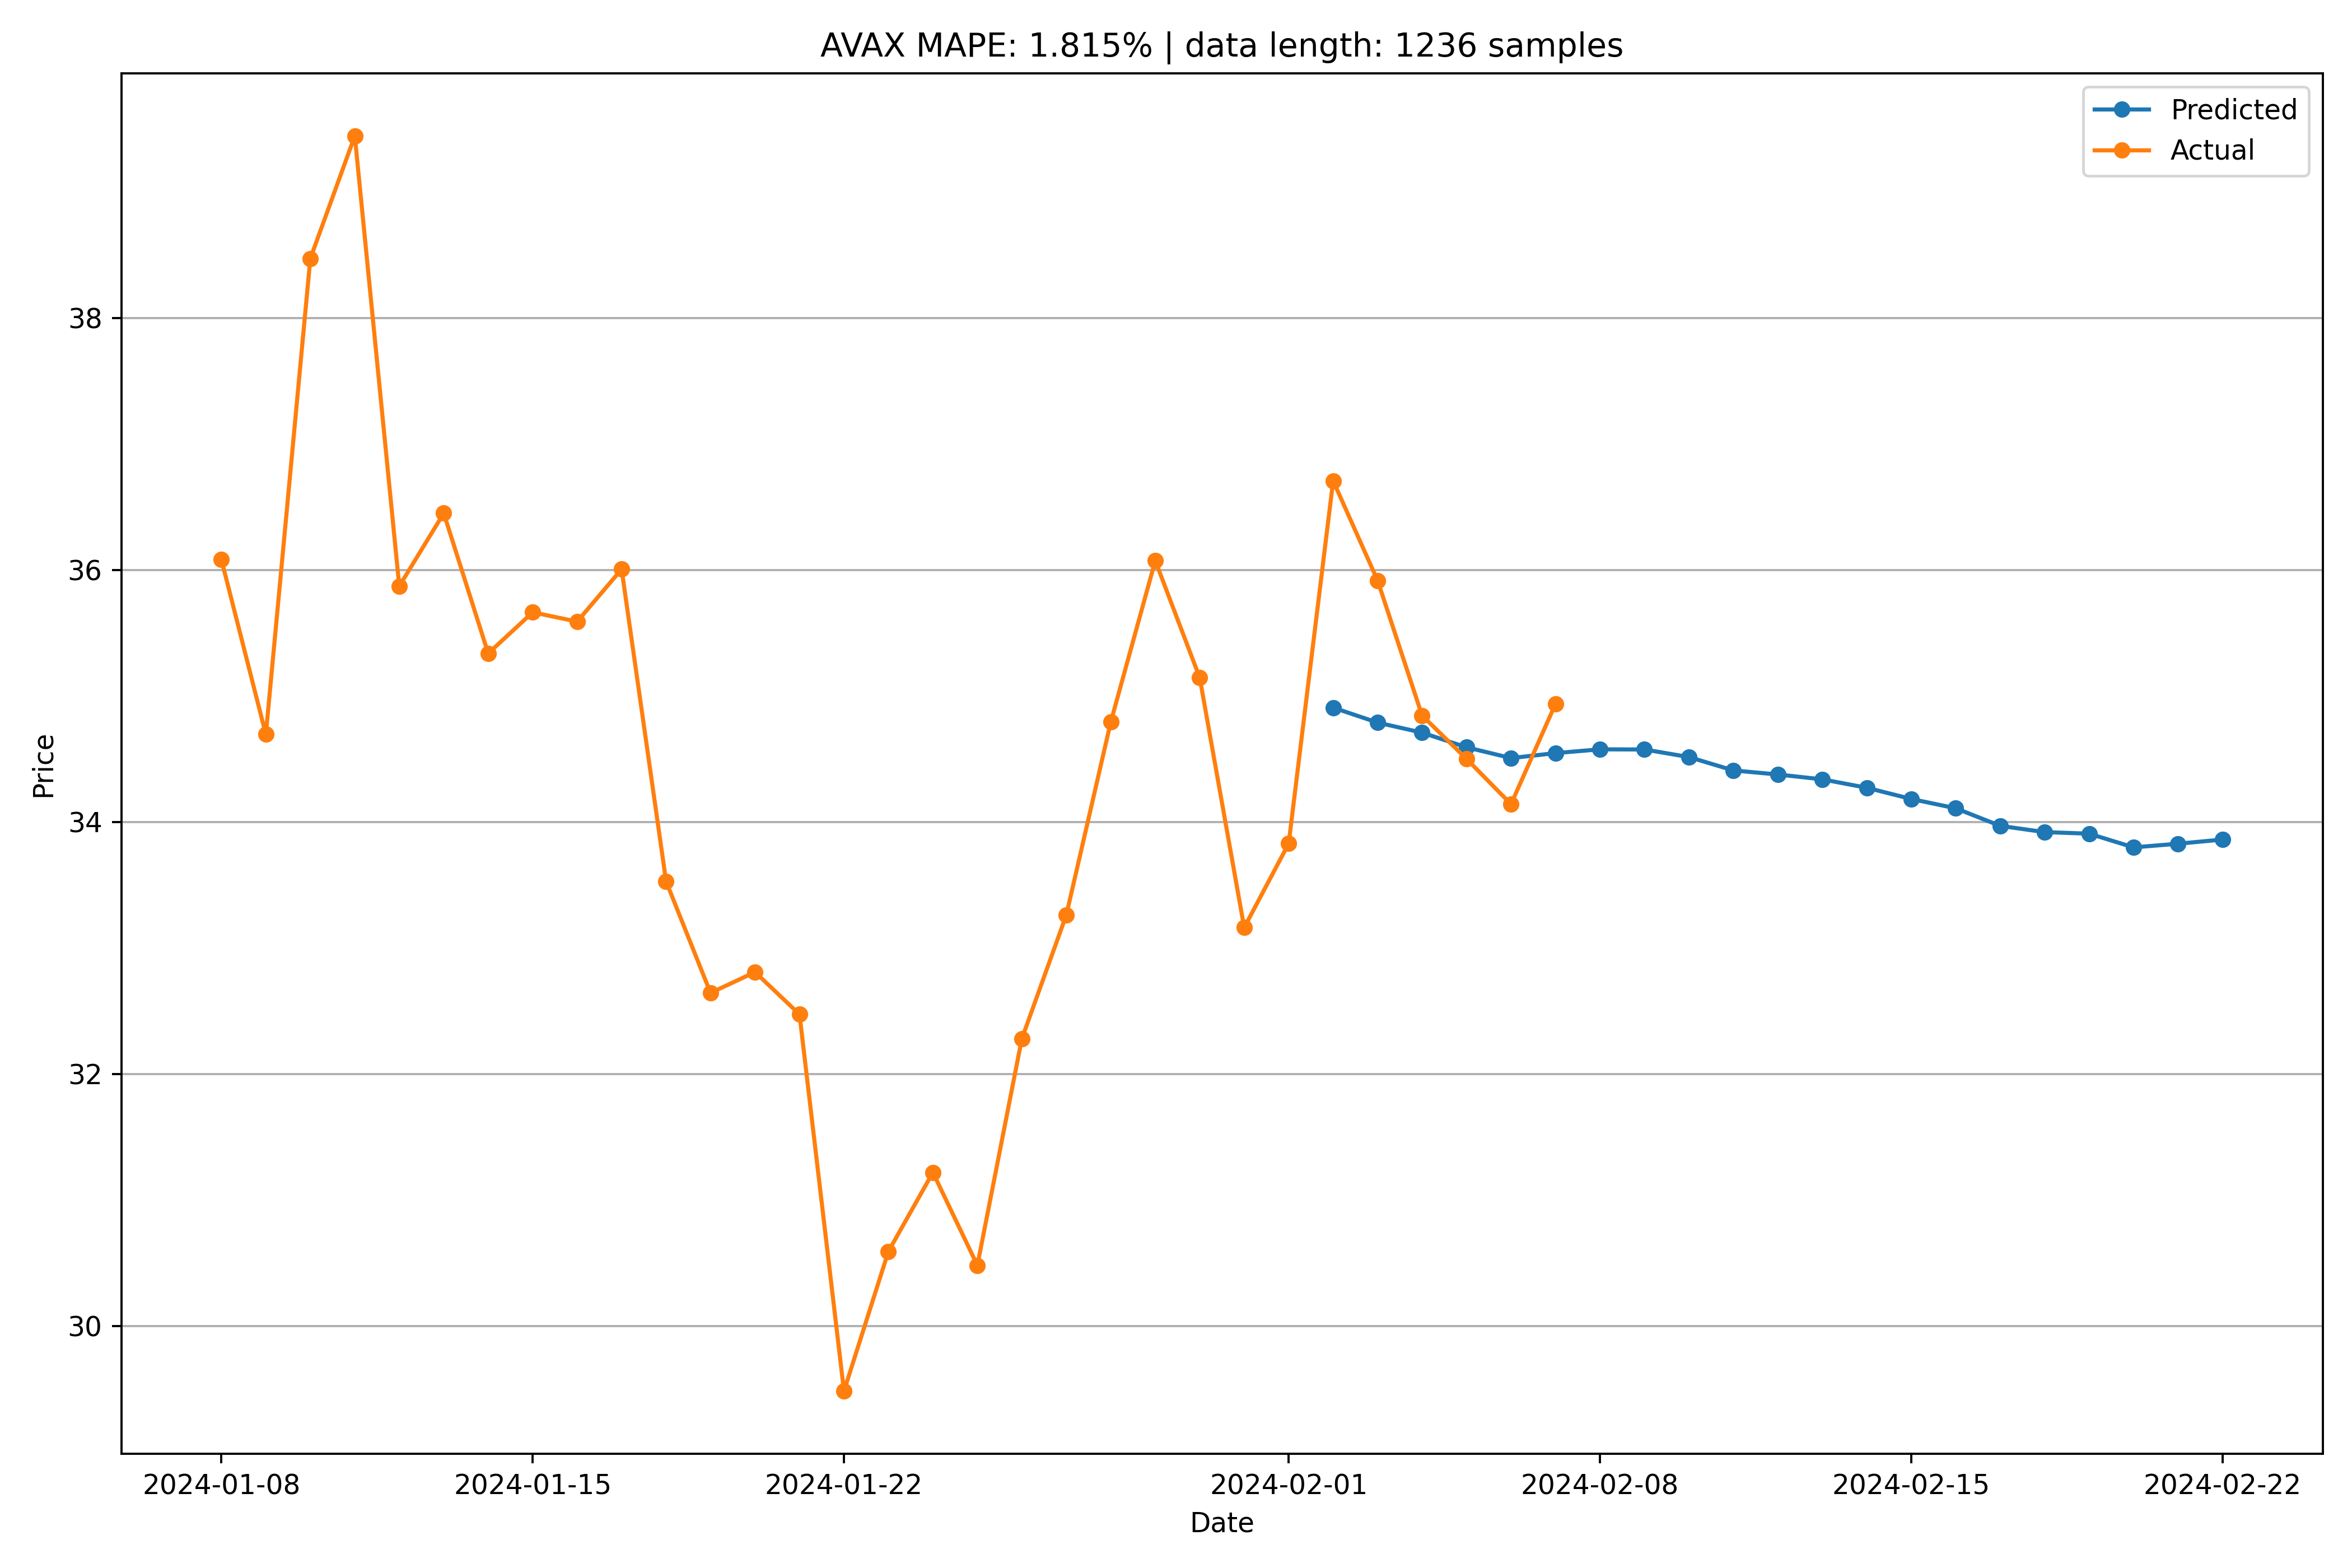 AVAX MAPE: 1.815% | data length: 1236 samples
Predicted
Actual
38
36
34
32
30
Price
2024-01-08
2024-01-15
2024-01-22
2024-02-01
2024-02-08
2024-02-15
2024-02-22
Date